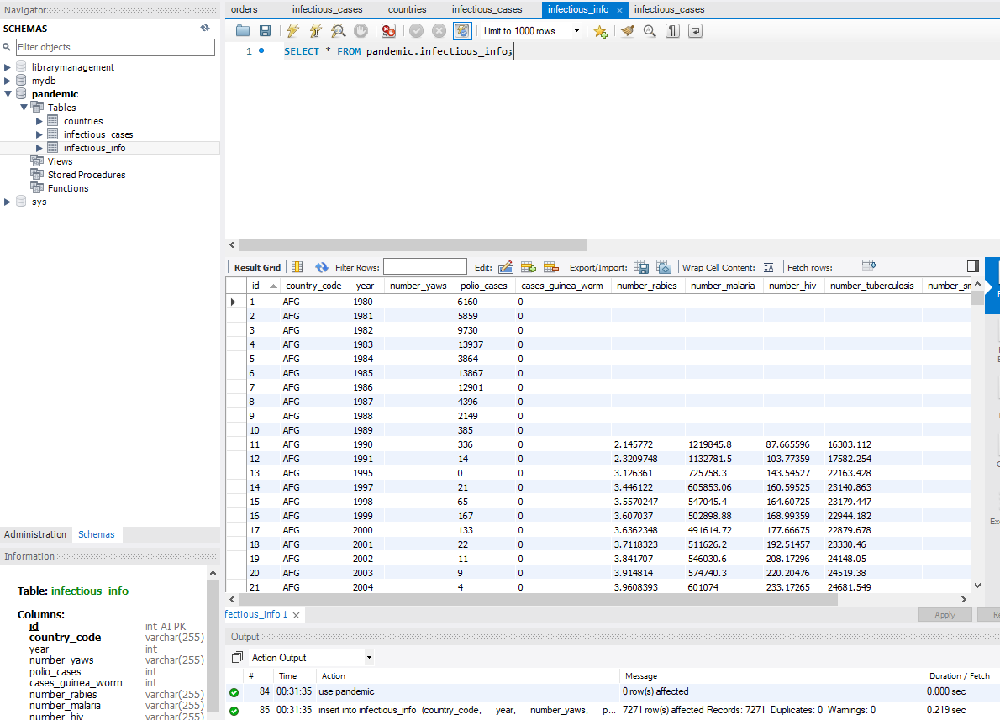 Navigator
SCHEMAS
Filter objects
librarymanagement
mydb
pandemic
Tables
countries
infectious_cases
infectious_info
Views
Stored Procedures
Functions
sys
Administration Schemas
Information
Table: infectious_info
Columns:
id int AI PK
country_code varchar(255)
year int
number_yaws varchar(255)
polio_cases int
cases_guinea_worm int
number_rabies varchar(255)
number_malaria varchar(255)
number_hiv varchar(255)
orders infectious_cases countries infectious_cases infectious_info infectious_cases
Limit to 1000 rows
1 SELECT * FROM pandemic.infectious_info;
Result Grid Filter Rows: Edit: Export/Import: Wrap Cell Content: Fetch rows:
id country_code year number_yaws polio_cases cases_guinea_worm number_rabies number_malaria number_hiv number_tuberculosis number_sm
1 AFG 1980 6160 0
2 AFG 1981 5859 0
3 AFG 1982 9730 0
4 AFG 1983 13937 0
5 AFG 1984 3864 0
6 AFG 1985 13867 0
7 AFG 1986 12901 0
8 AFG 1987 4396 0
9 AFG 1988 2149 0
10 AFG 1989 385 0
11 AFG 1990 336 0 2.145772 1219845.8 87.665596 16303.112
12 AFG 1991 14 0 2.3209748 1132781.5 103.77359 17582.254
13 AFG 1995 0 0 3.126361 725758.3 143.54527 22163.428
14 AFG 1997 21 0 3.446122 605853.06 160.59525 23140.863
15 AFG 1998 65 0 3.5570247 547045.4 164.60725 23179.447
16 AFG 1999 167 0 3.607037 502898.88 168.99359 22944.182
17 AFG 2000 133 0 3.6362348 491614.72 177.66675 22879.678
18 AFG 2001 22 0 3.7118323 511626.2 192.51457 23330.46
19 AFG 2002 11 0 3.841707 546030.6 208.17296 24148.05
20 AFG 2003 9 0 3.914814 574740.3 220.20476 24519.38
21 AFG 2004 4 0 3.9608393 601074 233.17265 24681.549
fectious_info 1 Apply Re
Output
Action Output
# Time Action Message Duration / Fetch
84 00:31:35 use pandemic 0 row(s) affected 0.000 sec
85 00:31:35 insert into infectious_info (country_code, year, number_yaws, p... 7271 row(s) affected Records: 7271 Duplicates: 0 Warnings: 0 0.219 sec